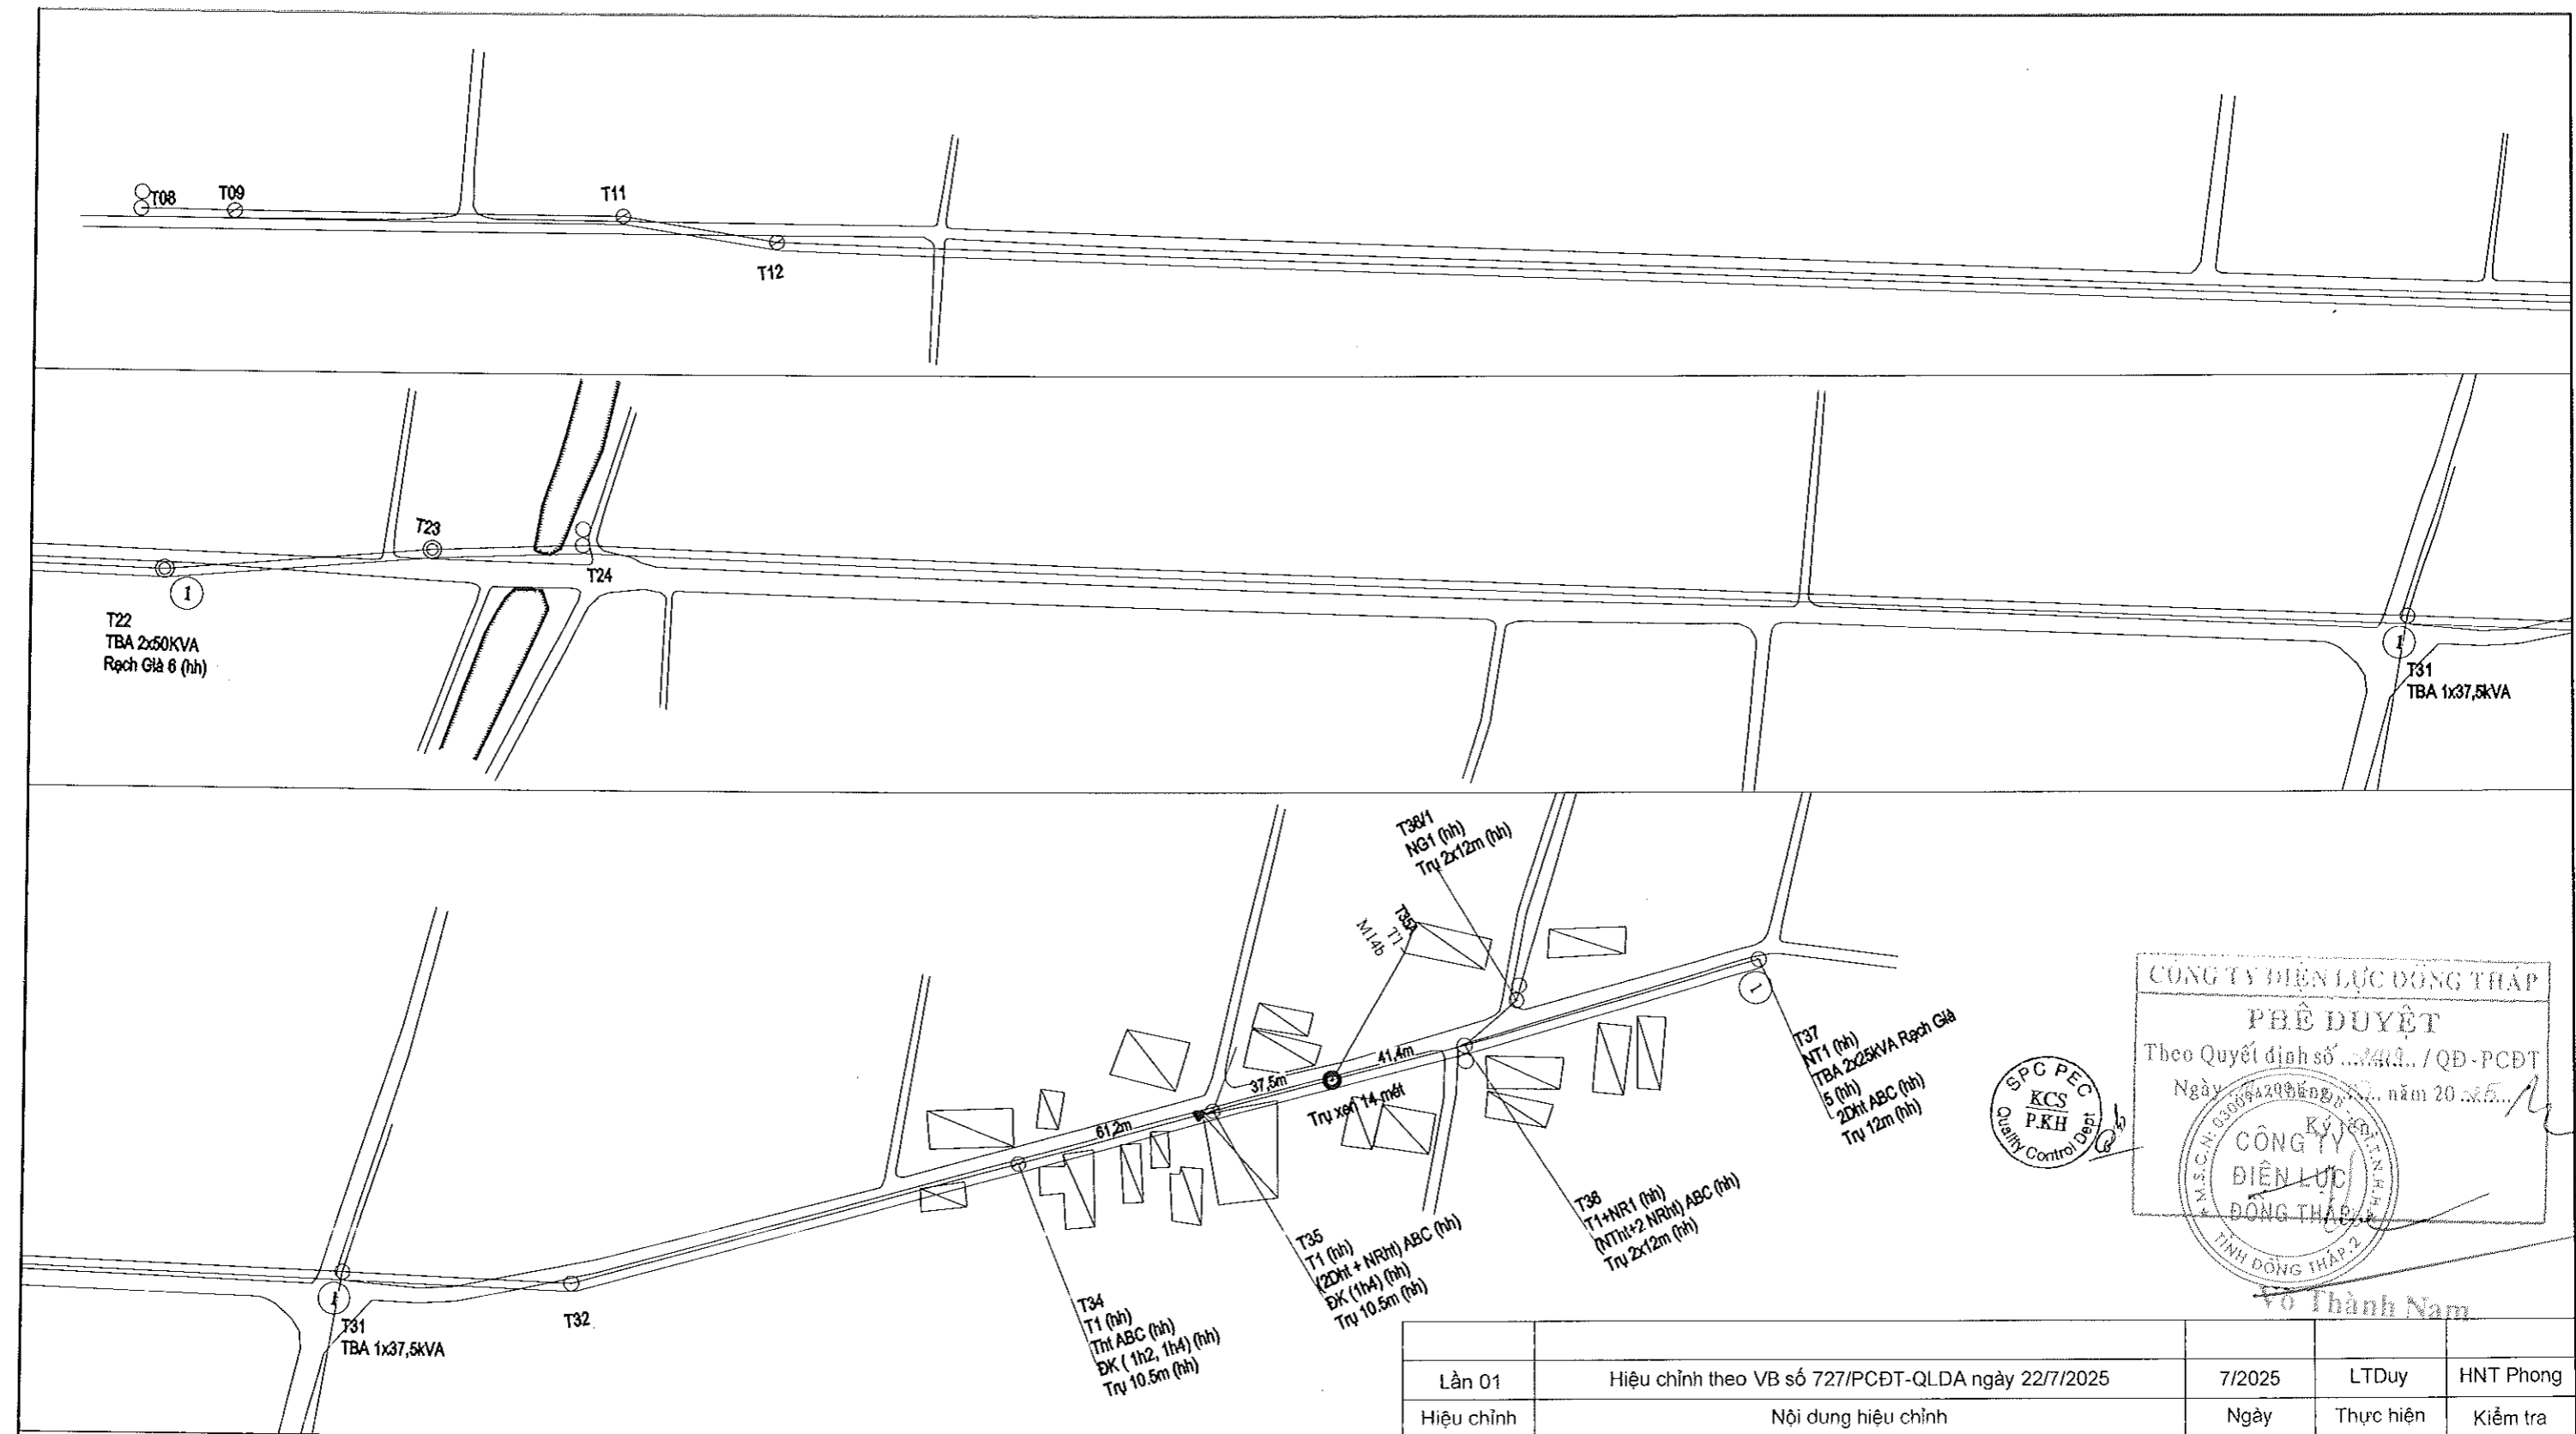 T08
T09
T11
T12
T22
TBA 2x50KVA
Rạch Già 6 (hh)
1
T23
T24
1
T31
TBA 1x37,5kVA
1
T31
TBA 1x37,5kVA
T32
T34
T1 (hh)
Tht ABC (hh)
ĐK ( 1h2, 1h4) (hh)
Trụ 10.5m (hh)
61,2m
T35
T1 (hh)
(2Dht + NRht) ABC (hh)
ĐK (1h4) (hh)
Trụ 10.5m (hh)
37,5m
T35A
T1
M14b
Trụ xen 14 mét
41,4m
T36/1
NG1 (hh)
Trụ 2x12m (hh)
T36
T1+NR1 (hh)
(NTht+2 NRht) ABC (hh)
Trụ 2x12m (hh)
1
T37
NT1 (hh)
TBA 2x25kVA Rạch Già
5 (hh)
2Dht ABC (hh)
Trụ 12m (hh)
SPC PEC
KCS
P.KH
Quality Control Dept
CÔNG TY ĐIỆN LỰC ĐỒNG THÁP
PHÊ DUYỆT
Theo Quyết định số / QĐ-PCĐT
Ngày tháng năm 20
Ký tên
CÔNG TY
ĐIỆN LỰC
ĐỒNG THÁP
TỈNH ĐỒNG THÁP
Võ Thành Nam
Lần 01 Hiệu chỉnh theo VB số 727/PCĐT-QLDA ngày 22/7/2025 7/2025 LTDuy HNT Phong
Hiệu chỉnh Nội dung hiệu chỉnh Ngày Thực hiện Kiểm tra